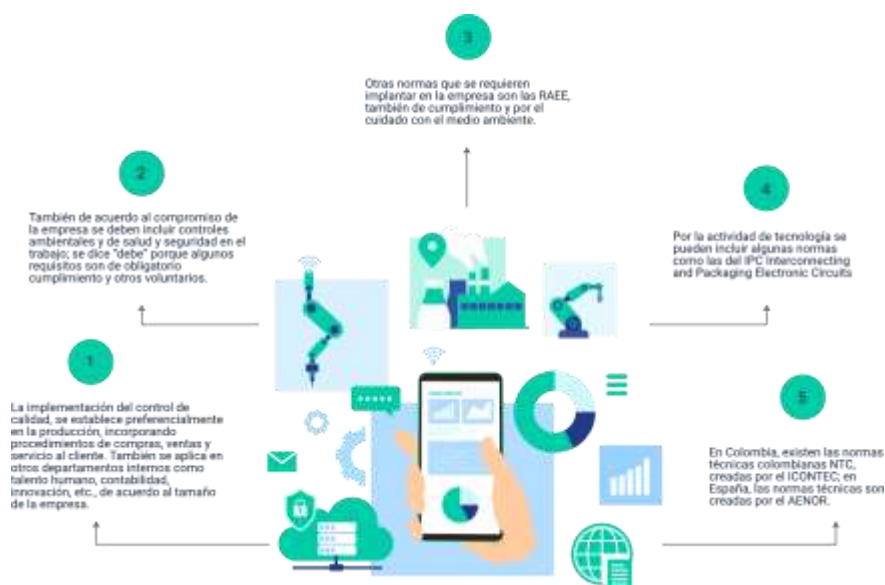 1
La implementación del control de
calidad, se establece preferencialmente
en la producción, incorporando
procedimientos de compras, ventas y
servicio al cliente. También se aplica en
otros departamentos internos como
talento humano, contabilidad,
innovación, etc., de acuerdo al tamaño
de la empresa.
2
También de acuerdo al compromiso de
la empresa se deben incluir controles
ambientales y de salud y seguridad en el
trabajo; se dice "debe" porque algunos
requisitos son de obligatorio
cumplimiento y otros voluntarios.
3
Otras normas que se requieren
implantar en la empresa son las RAEE,
también de cumplimiento y por el
cuidado con el medio ambiente.
4
Por la actividad de tecnología se
pueden incluir algunas normas
como las del IPC Interconnecting
and Packaging Electronic Circuits
5
En Colombia, existen las normas
técnicas colombianas NTC,
creadas por el ICONTEC; en
España, las normas técnicas son
creadas por el AENOR.